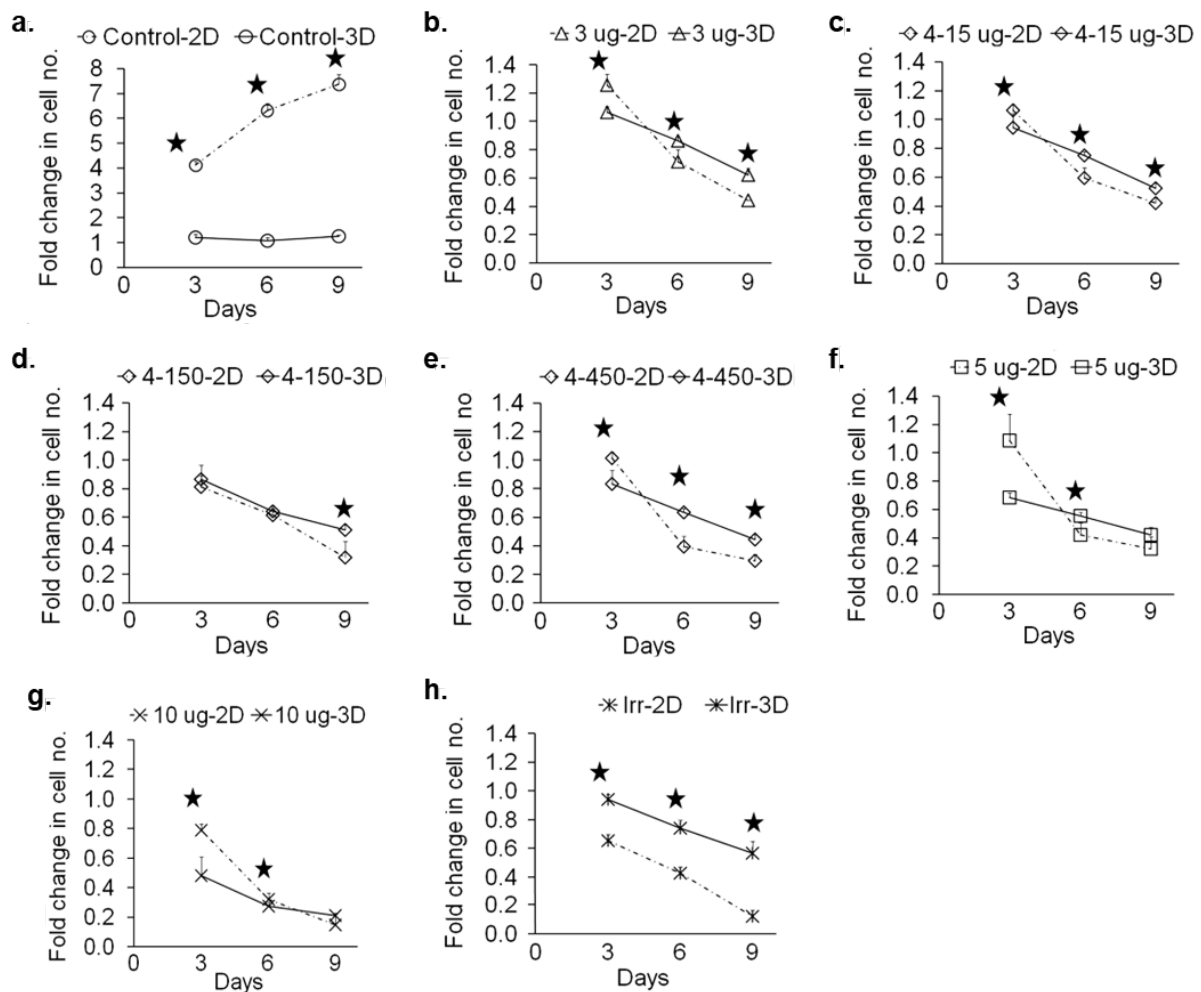 a.
Control-2D Control-3D
Fold change in cell no.
8
7
6
5
4
3
2
1
0
0 3 6 9
Days
b.
3 ug-2D 3 ug-3D
Fold change in cell no.
1.4
1.2
1.0
0.8
0.6
0.4
0.2
0.0
0 3 6 9
Days
c.
4-15 ug-2D 4-15 ug-3D
Fold change in cell no.
1.4
1.2
1.0
0.8
0.6
0.4
0.2
0.0
0 3 6 9
Days
d.
4-150-2D 4-150-3D
Fold change in cell no.
1.4
1.2
1.0
0.8
0.6
0.4
0.2
0.0
0 3 6 9
Days
e.
4-450-2D 4-450-3D
Fold change in cell no
1.4
1.2
1.0
0.8
0.6
0.4
0.2
0.0
0 3 6 9
Days
f.
5 ug-2D 5 ug-3D
Fold change in cell no.
1.4
1.2
1.0
0.8
0.6
0.4
0.2
0.0
0 3 6 9
Days
g.
10 ug-2D 10 ug-3D
Fold change in cell no.
1.4
1.2
1.0
0.8
0.6
0.4
0.2
0.0
0 3 6 9
Days
h.
Irr-2D Irr-3D
Fold change in cell no.
1.4
1.2
1.0
0.8
0.6
0.4
0.2
0.0
0 3 6 9
Days